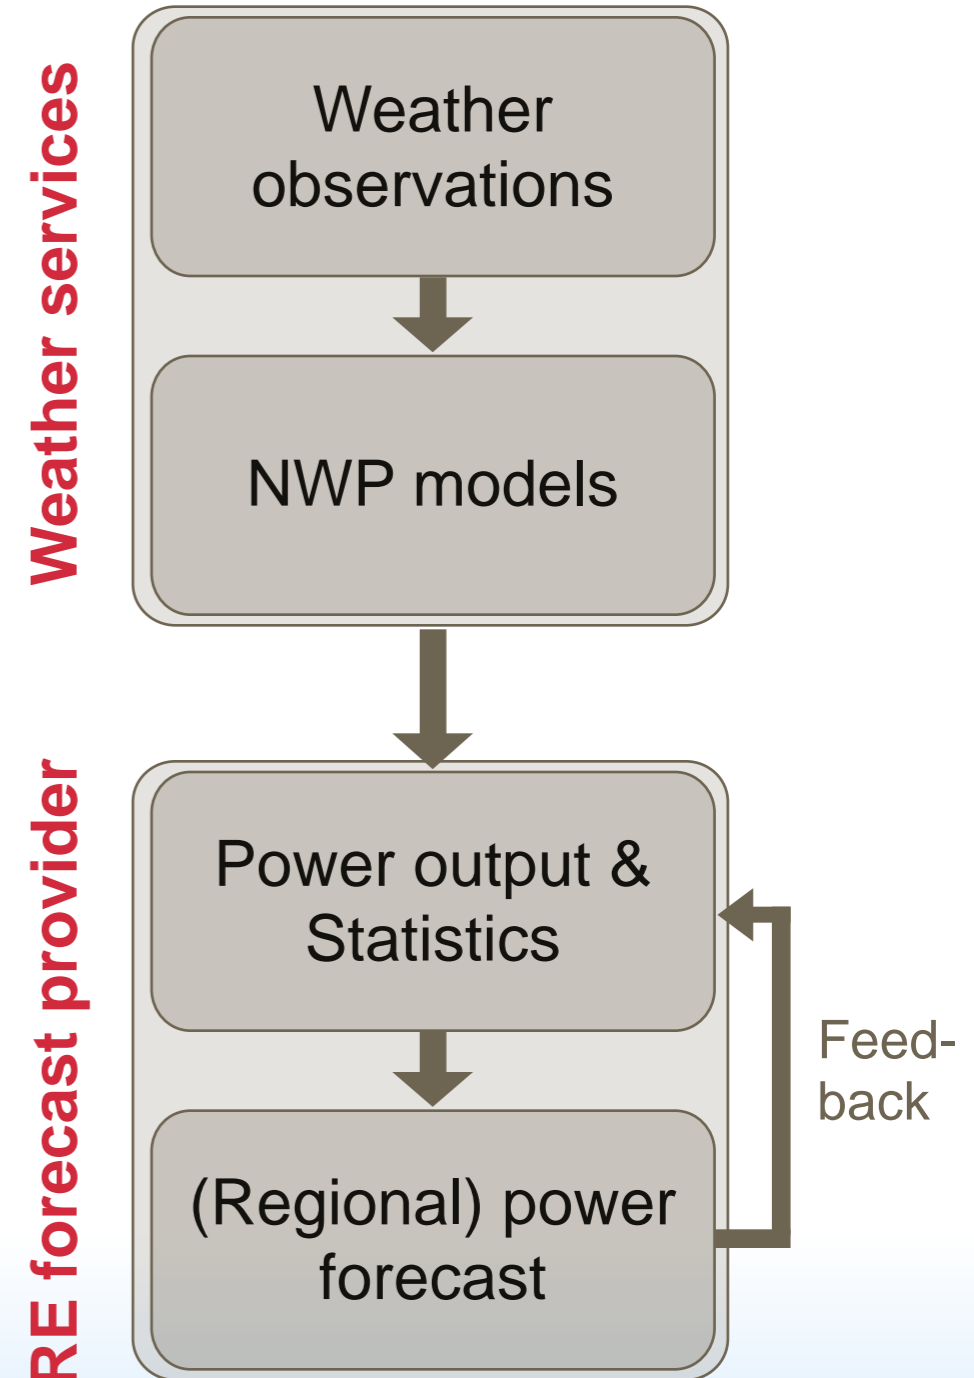 Weather services
Weather
observations
NWP models
RE forecast provider
Power output &
Statistics
Feed-
back
(Regional) power
forecast